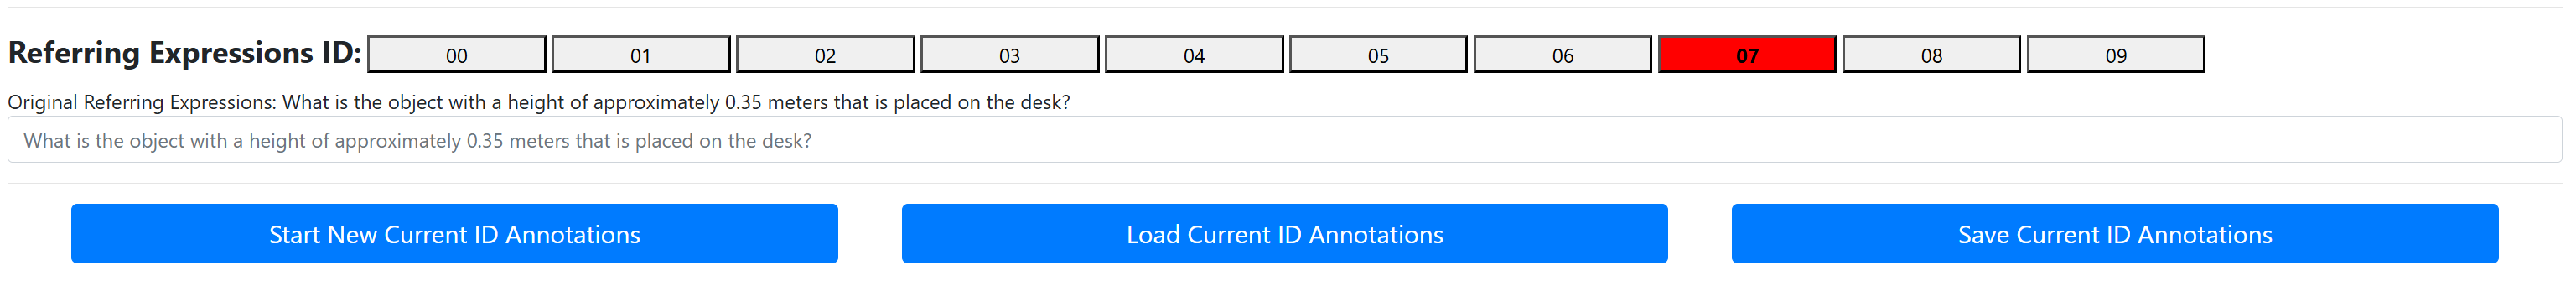 Referring Expressions ID: 00 01 02 03 04 05 06 07 08 09
Original Referring Expressions: What is the object with a height of approximately 0.35 meters that is placed on the desk?
What is the object with a height of approximately 0.35 meters that is placed on the desk?
Start New Current ID Annotations Load Current ID Annotations Save Current ID Annotations